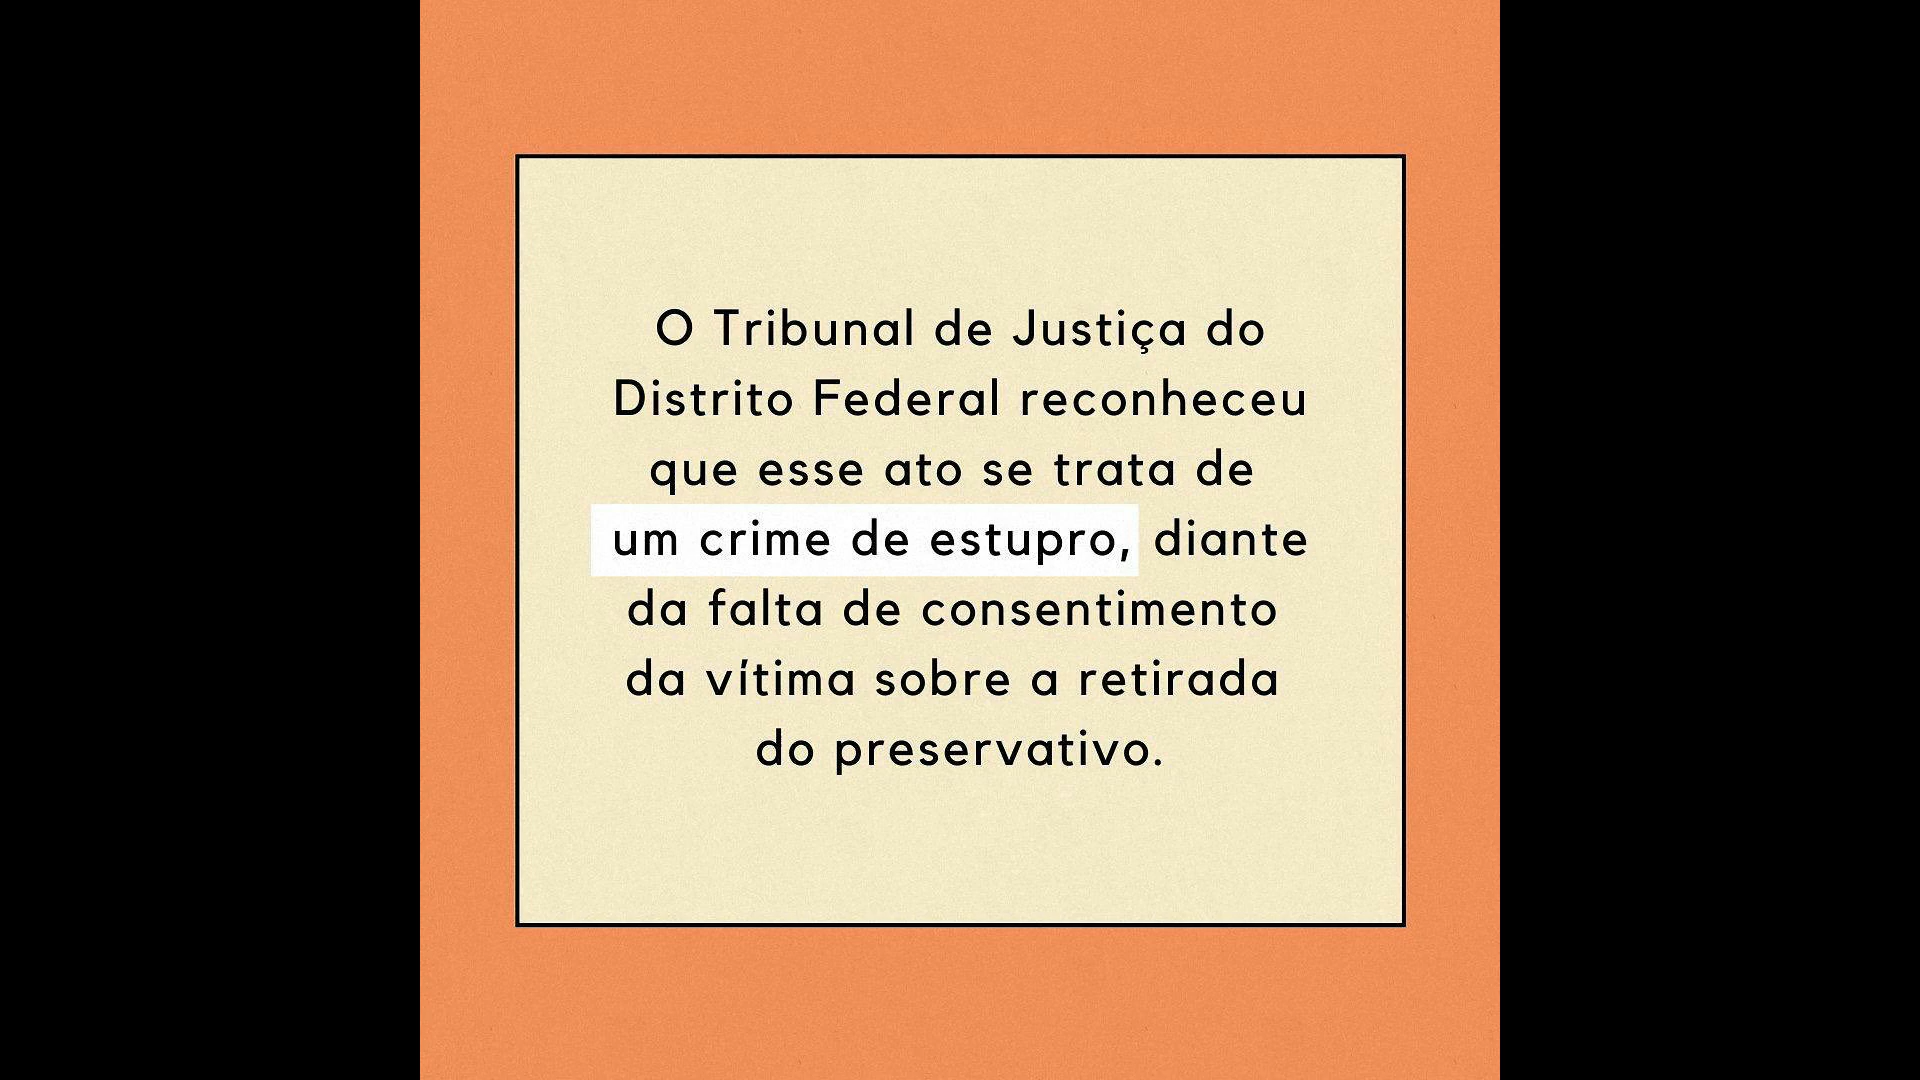 O Tribunal de Justiça do
Distrito Federal reconheceu
que esse ato se trata de
um crime de estupro, diante
da falta de consentimento
da vítima sobre a retirada
do preservativo.